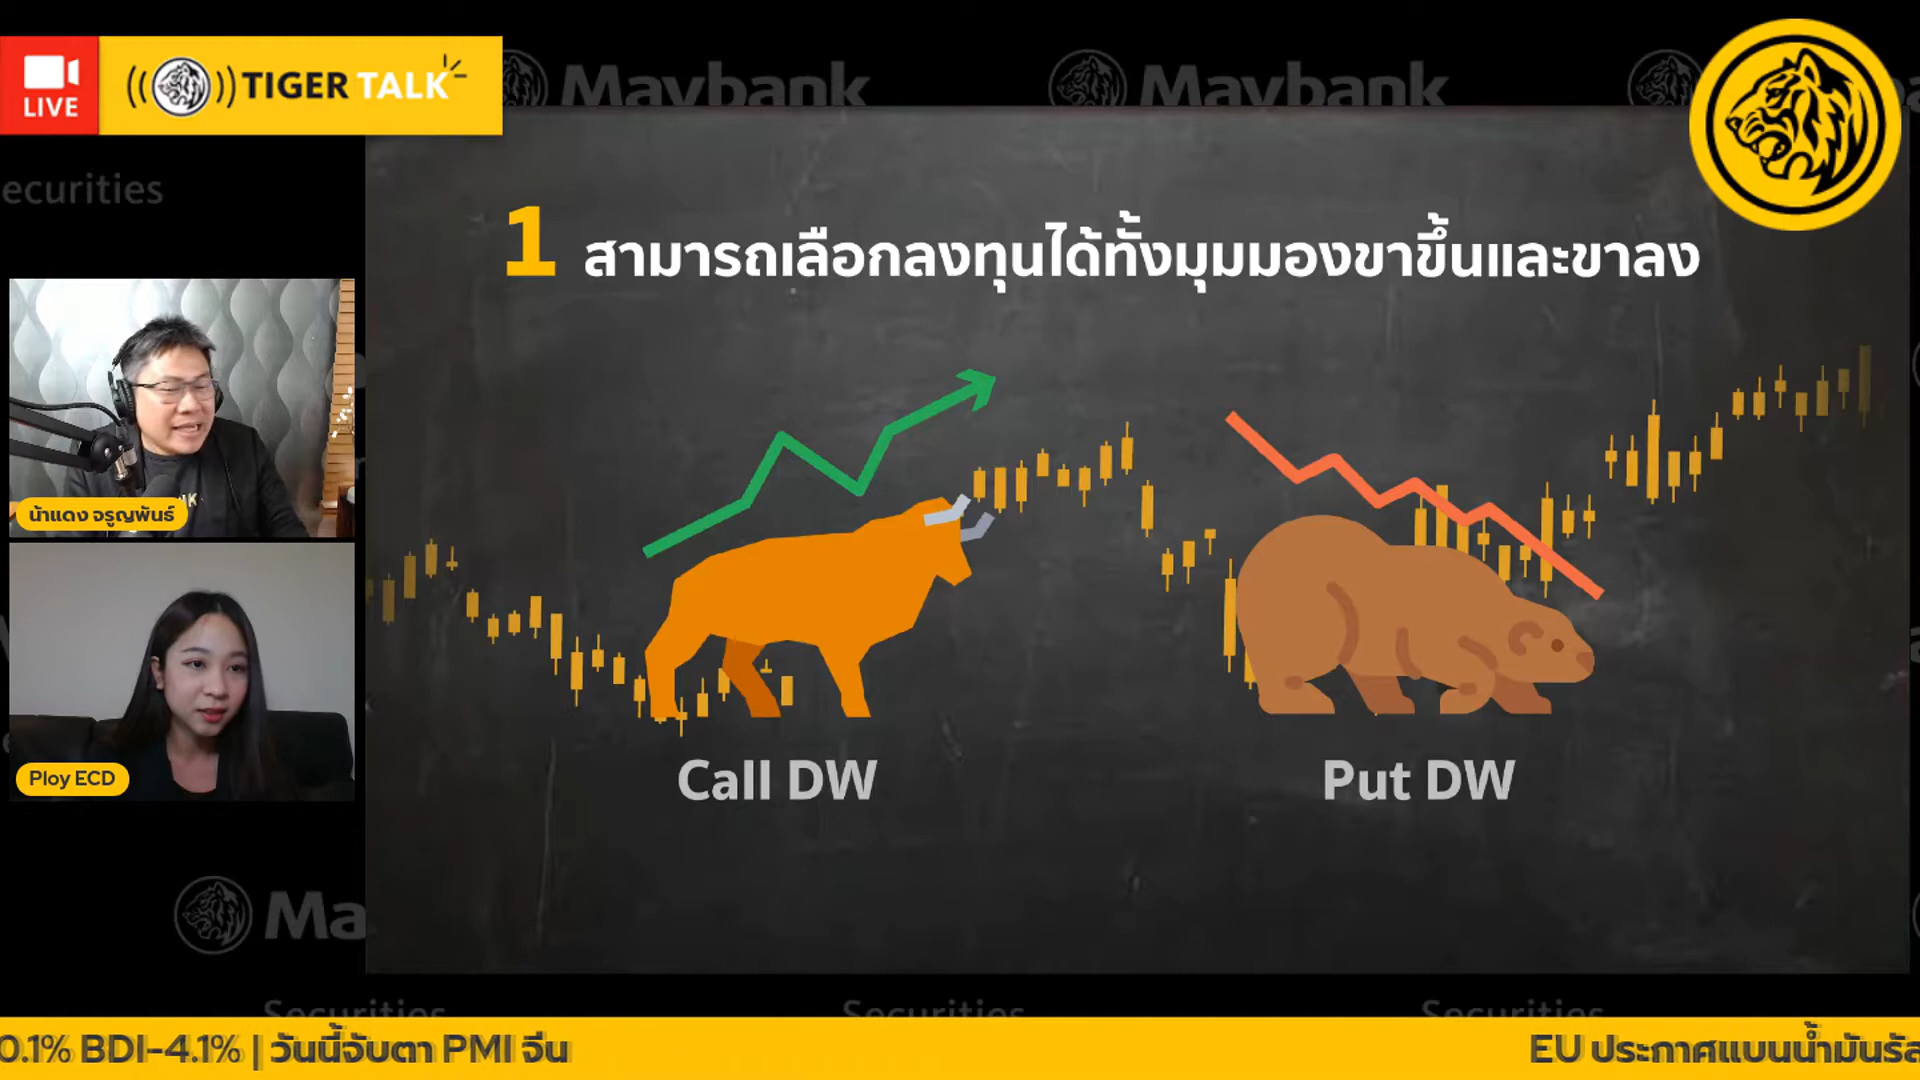 LIVE
TIGER TALK
Maybank
Maybank
ecurities
1 สามารถเลือกลงทุนได้ทั้งมุมมองขาขึ้นและขาลง
น้าแดง จรูญพันธ์
Ploy ECD
Call DW
Put DW
Ma
Securities
Securities
Securities
0.1% BDI-4.1% | วันนี้จับตา PMI จีน
EU ประกาศแบนน้ำมันรัส